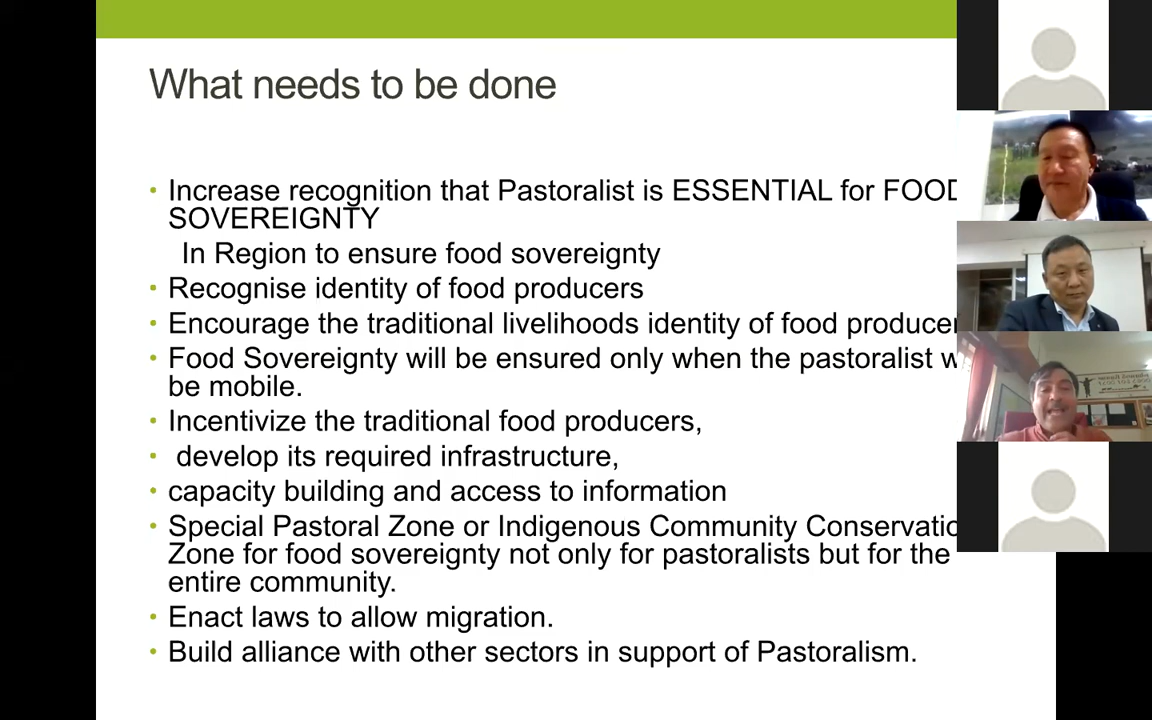 What needs to be done
• Increase recognition that Pastoralist is ESSENTIAL for FOOD
SOVEREIGNTY
In Region to ensure food sovereignty
• Recognise identity of food producers
• Encourage the traditional livelihoods identity of food producer
• Food Sovereignty will be ensured only when the pastoralist w
be mobile.
• Incentivize the traditional food producers,
• develop its required infrastructure,
• capacity building and access to information
• Special Pastoral Zone or Indigenous Community Conservatio
Zone for food sovereignty not only for pastoralists but for the
entire community.
• Enact laws to allow migration.
• Build alliance with other sectors in support of Pastoralism.